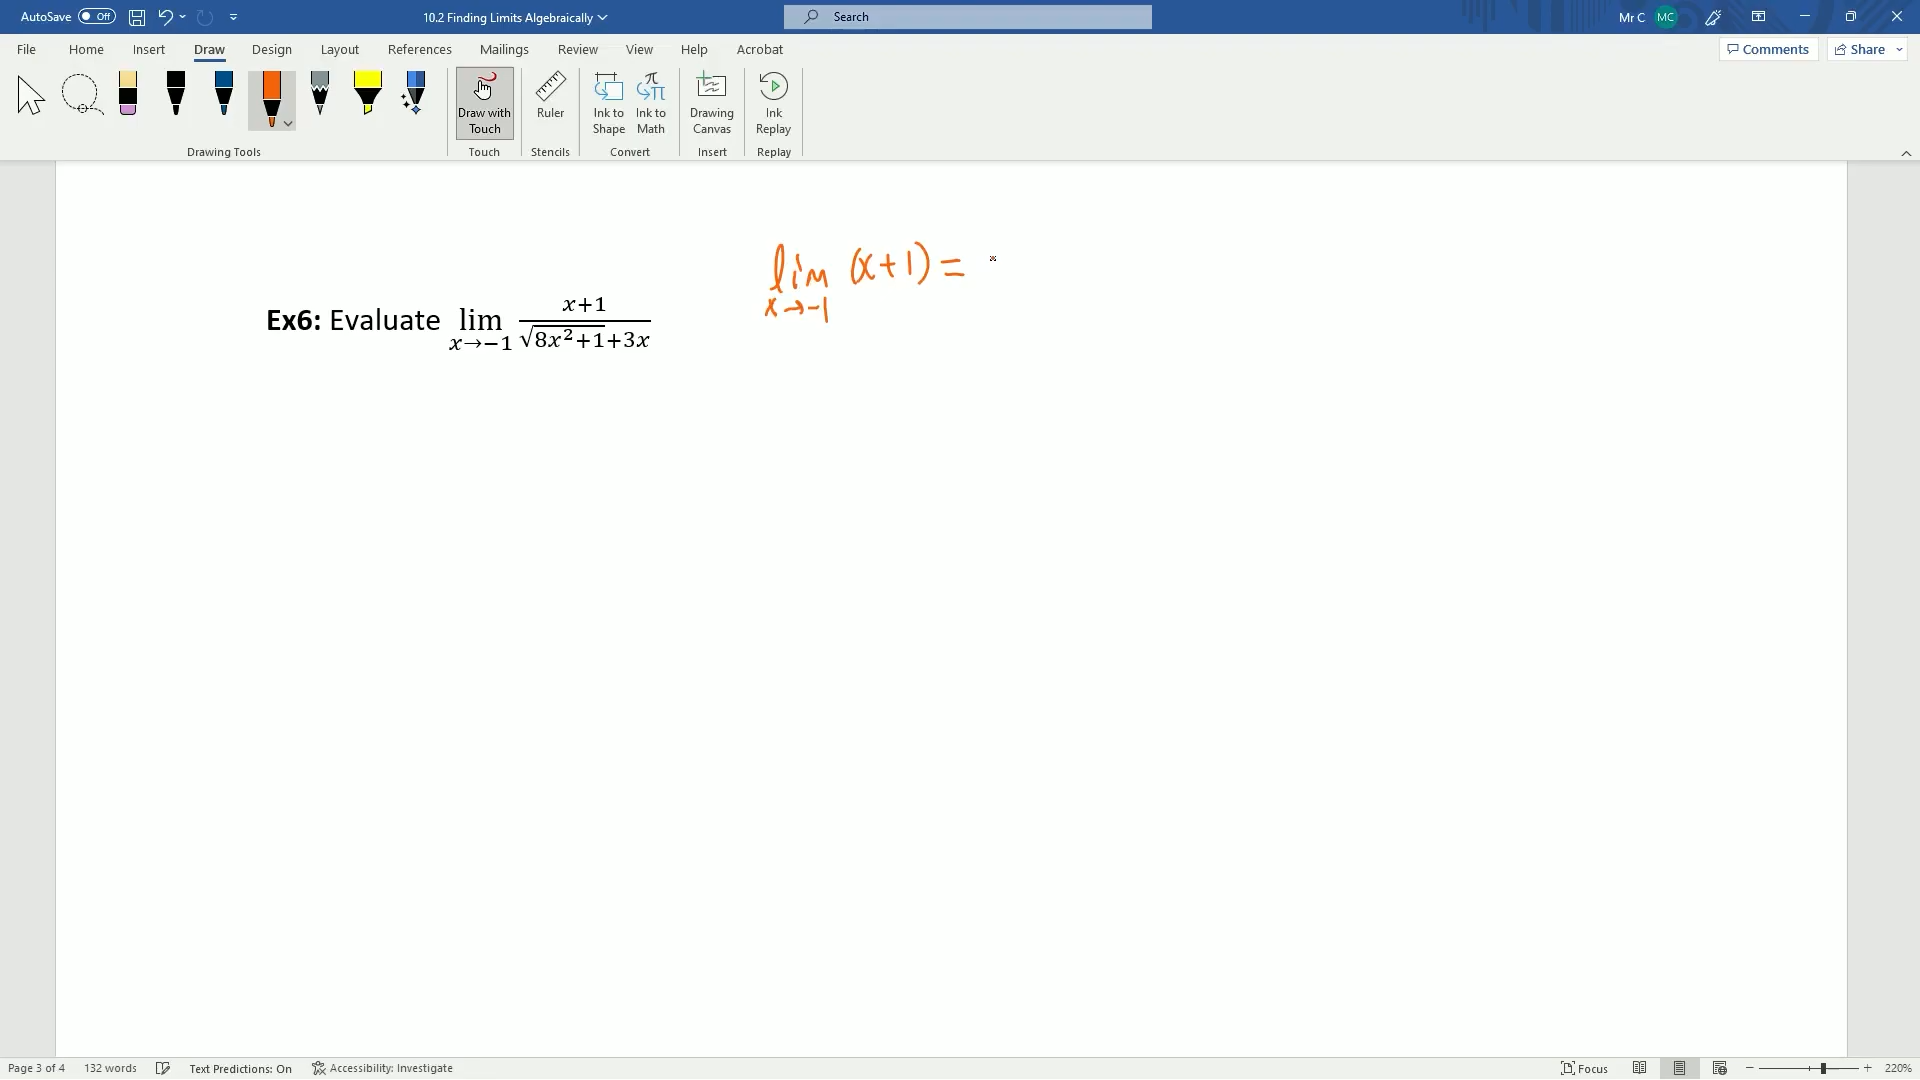 AutoSave Off 10.2 Finding Limits Algebraically Search Mr C MC
File Home Insert Draw Design Layout References Mailings Review View Help Acrobat Comments Share
Draw with Touch Ruler Ink to Shape Ink to Math Drawing Canvas Ink Replay
Drawing Tools Touch Stencils Convert Insert Replay
lim (x+1) =
x→-1
Ex6: Evaluate lim x→−1 (x+1)/(√(8x²+1)+3x)
Page 3 of 4 132 words Text Predictions: On Accessibility: Investigate Focus 220%